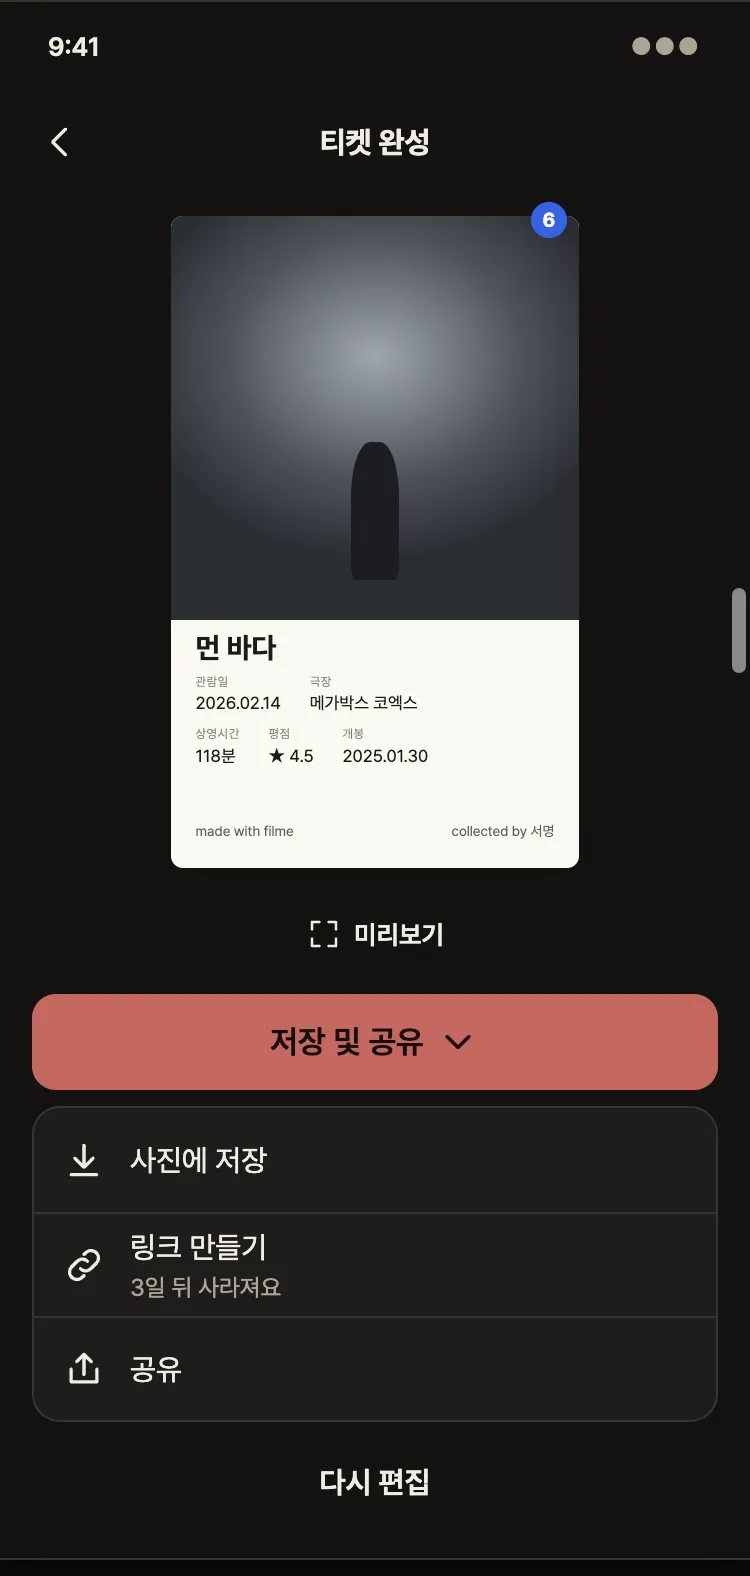 9:41
티켓 완성
6
먼 바다
관람일 극장
2026.02.14 메가박스 코엑스
상영시간 평점 개봉
118분 ★ 4.5 2025.01.30
made with filme collected by 서명
미리보기
저장 및 공유
사진에 저장
링크 만들기
3일 뒤 사라져요
공유
다시 편집